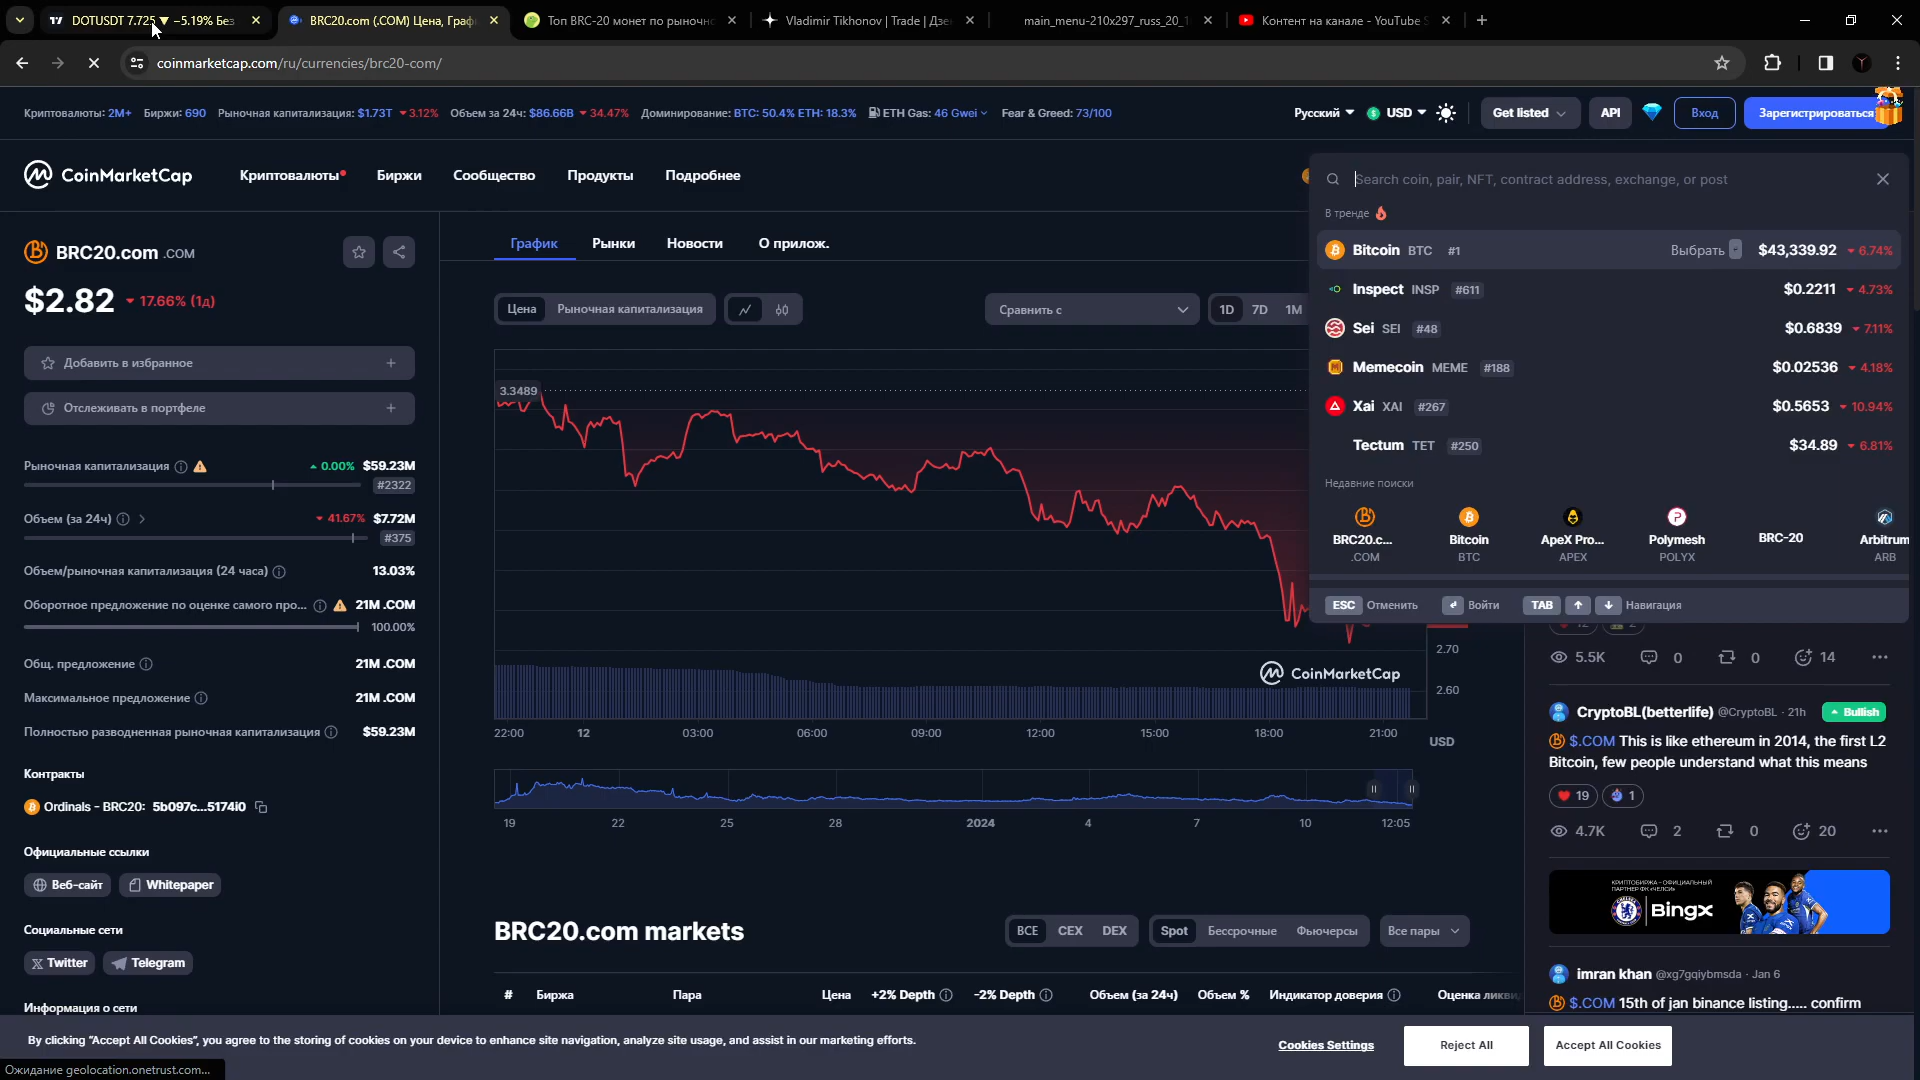 DOTUSDT 7.725 ▼ −5.19% Без
BRC20.com (.COM) Цена, Граф
Топ BRC-20 монет по рыночно
Vladimir Tikhonov | Trade | Дзе
main_menu-210x297_russ_20_1
Контент на канале - YouTube S
coinmarketcap.com/ru/currencies/brc20-com/
Криптовалюты: 2M+ Биржи: 690 Рыночная капитализация: $1.73T 3.12% Объем за 24ч: $86.66B 34.47% Доминирование: BTC: 50.4% ETH: 18.3% ETH Gas: 46 Gwei Fear & Greed: 73/100
Русский USD Get listed API Вход Зарегистрироваться
CoinMarketCap Криптовалюты Биржи Сообщество Продукты Подробнее
Search coin, pair, NFT, contract address, exchange, or post
В тренде
Bitcoin BTC #1 Выбрать $43,339.92 6.74%
Inspect INSP #611 $0.2211 4.73%
Sei SEI #48 $0.6839 7.11%
Memecoin MEME #188 $0.02536 4.18%
Xai XAI #267 $0.5653 10.94%
Tectum TET #250 $34.89 6.81%
Недавние поиски
BRC20.c... Bitcoin ApeX Pro... Polymesh BRC-20 Arbitrum
.COM BTC APEX POLYX ARB
ESC Отменить Войти TAB ↑ ↓ Навигация
BRC20.com .COM
$2.82 17.66% (1д)
Добавить в избранное +
Отслеживать в портфеле +
Рыночная капитализация 0.00% $59.23M
#2322
Объем (за 24ч) 41.67% $7.72M
#375
Объем/рыночная капитализация (24 часа) 13.03%
Оборотное предложение по оценке самого про... 21M .COM
100.00%
Общ. предложение 21M .COM
Максимальное предложение 21M .COM
Полностью разводненная рыночная капитализация $59.23M
Контракты
Ordinals - BRC20: 5b097c...5174i0
Официальные ссылки
Веб-сайт Whitepaper
Социальные сети
Twitter Telegram
Информация о сети
График Рынки Новости О прилож.
Цена Рыночная капитализация Сравнить с 1D 7D 1M
3.3489
2.70
CoinMarketCap
2.60
22:00 12 03:00 06:00 09:00 12:00 15:00 18:00 21:00
USD
19 22 25 28 2024 4 7 10 12:05
BRC20.com markets
ВСЕ CEX DEX Spot Бессрочные Фьючерсы Все пары
# Биржа Пара Цена +2% Depth -2% Depth Объем (за 24ч) Объем % Индикатор доверия Оценка ликви
5.5K 0 0 14
CryptoBL(betterlife) @CryptoBL · 21h Bullish
$.COM This is like ethereum in 2014, the first L2
Bitcoin, few people understand what this means
19 1
4.7K 2 0 20
КРИПТОБИРЖА - ОФИЦИАЛЬНЫЙ
ПАРТНЕР ФК «ЧЕЛСИ»
BingX
imran khan @xg7gqiybmsda · Jan 6
$.COM 15th of jan binance listing..... confirm
By clicking “Accept All Cookies”, you agree to the storing of cookies on your device to enhance site navigation, analyze site usage, and assist in our marketing efforts.
Cookies Settings Reject All Accept All Cookies
Ожидание geolocation.onetrust.com...